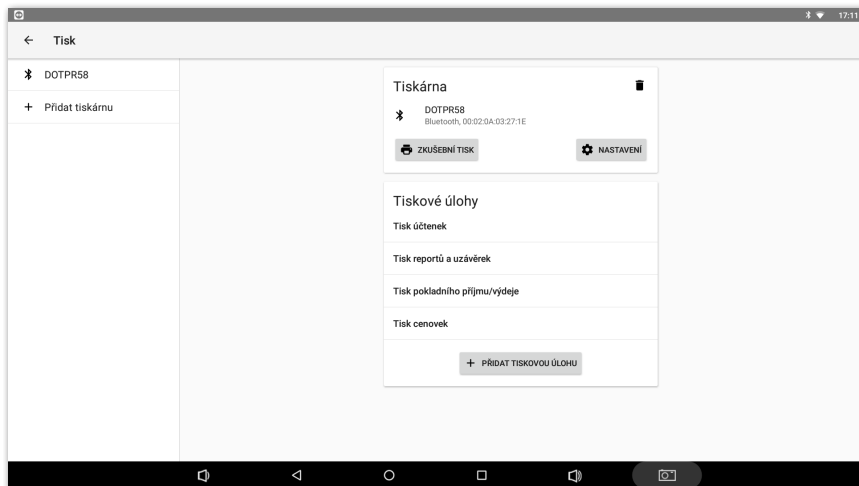 17:11
Tisk
DOTPR58
Přidat tiskárnu
Tiskárna
DOTPR58
Bluetooth, 00:02:0A:03:27:1E
ZKUŠEBNÍ TISK
NASTAVENÍ
Tiskové úlohy
Tisk účtenek
Tisk reportů a uzávěrek
Tisk pokladního příjmu/výdeje
Tisk cenovek
PŘIDAT TISKOVOU ÚLOHU